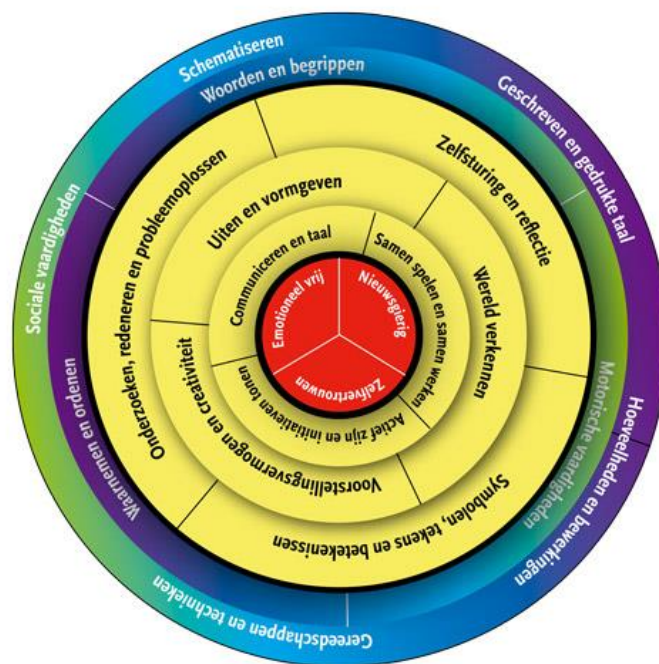 Schematiseren
Woorden en begrippen
Geschreven en gedrukte taal
Sociale vaardigheden
Onderzoeken, redeneren en probleemoplossen
Zelfsturing en reflectie
Uiten en vormgeven
Communiceren en taal
Samen spelen en samen werken
Wereld verkennen
Emotioneel vrij
Nieuwsgierig
Zelfvertrouwen
Actief zijn en initiatieven tonen
Voorstellingsvermogen en creativiteit
Symbolen, tekens en betekenissen
Waarnemen en ordenen
Motorische vaardigheden
Hoeveelheden en bewerkingen
Gereedschappen en technieken